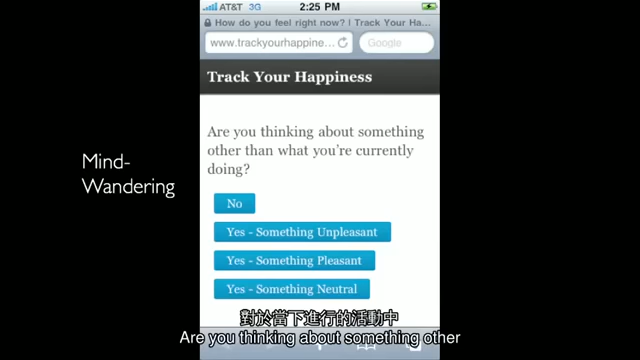 AT&T 3G 2:25 PM
How do you feel right now? | Track Your Ha...
www.trackyourhappine... Google
Track Your Happiness
Are you thinking about something
other than what you're currently
doing?
Mind-
Wandering
No
Yes - Something Unpleasant
Yes - Something Pleasant
Yes - Something Neutral
對於當下進行的活動中
Are you thinking about something other